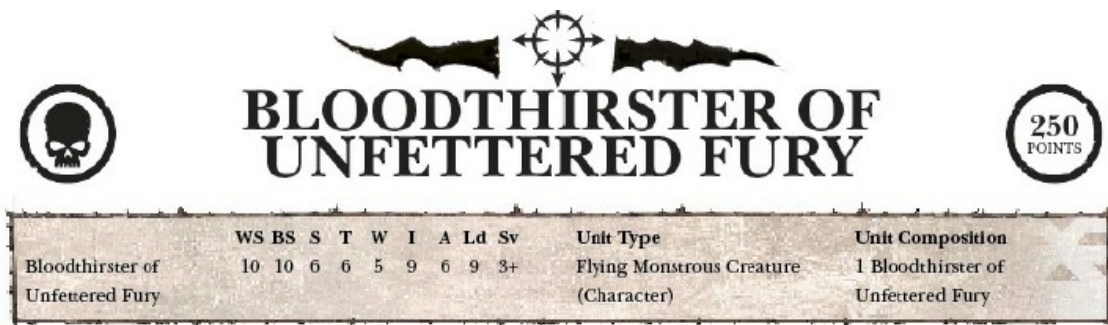 BLOODTHIRSTER OF
UNFETTERED FURY
250
POINTS
WS BS S T W I A Ld Sv Unit Type Unit Composition
Bloodthirster of 10 10 6 6 5 9 6 9 3+ Flying Monstrous Creature 1 Bloodthirster of
Unfettered Fury (Character) Unfettered Fury